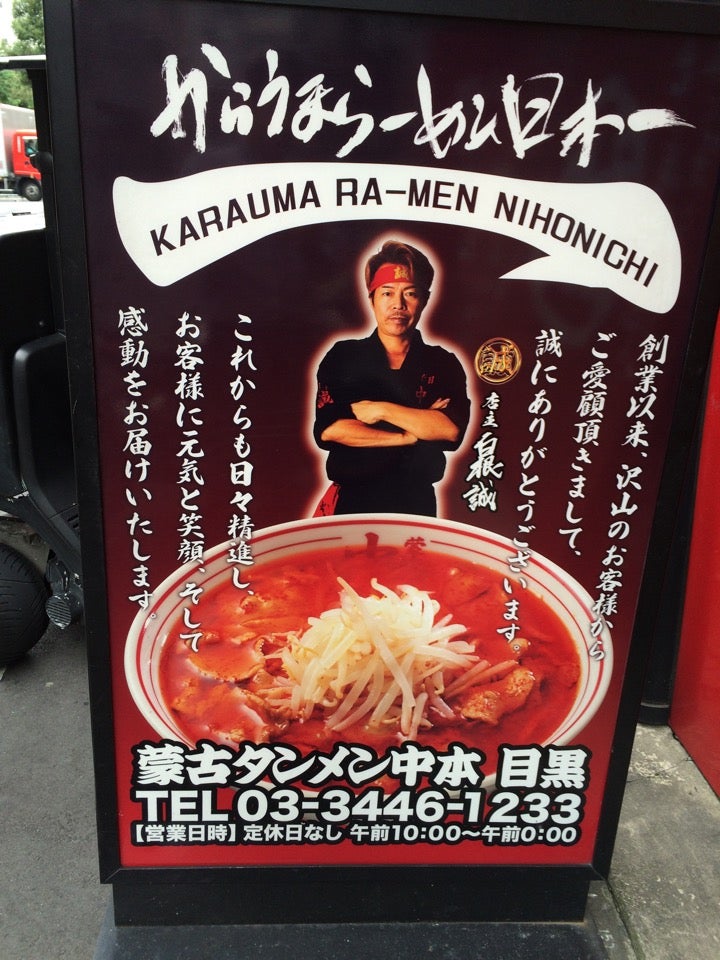 からうまらーめん日本一
KARAUMA RA-MEN NIHONICHI
創業以来、沢山のお客様から
ご愛顧頂きまして、
誠にありがとうございます。
誠
店主 白根誠
これからも日々精進し、
お客様に元気と笑顔、そして
感動をお届けいたします。
誠
中
蒙古タンメン中本 目黒
TEL 03-3446-1233
【営業日時】定休日なし 午前10:00〜午前0:00